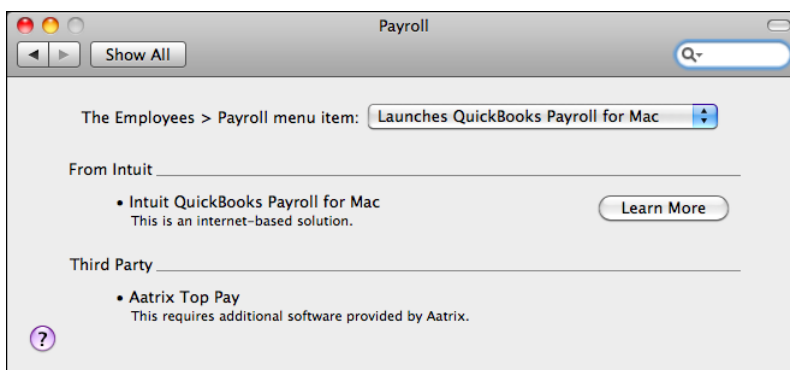 Payroll
Show All
The Employees > Payroll menu item: Launches QuickBooks Payroll for Mac
From Intuit
• Intuit QuickBooks Payroll for Mac
This is an internet-based solution.
Learn More
Third Party
• Aatrix Top Pay
This requires additional software provided by Aatrix.
?